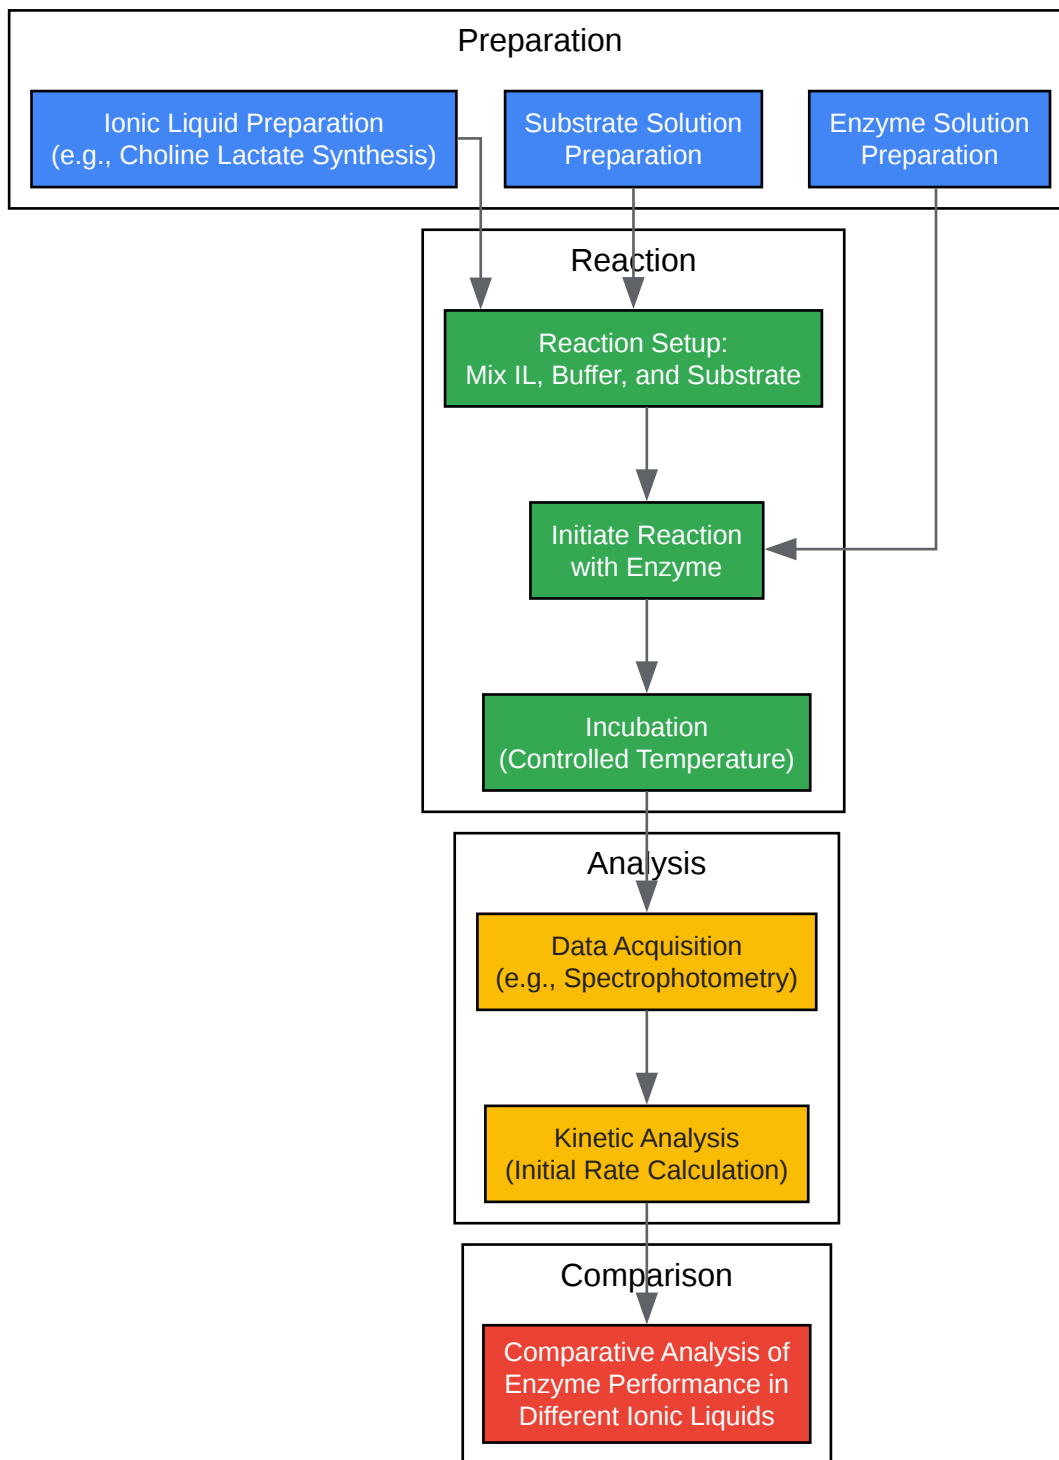 Preparation
Ionic Liquid Preparation
(e.g., Choline Lactate Synthesis)
Substrate Solution
Preparation
Enzyme Solution
Preparation
Reaction
Reaction Setup:
Mix IL, Buffer, and Substrate
Initiate Reaction
with Enzyme
Incubation
(Controlled Temperature)
Analysis
Data Acquisition
(e.g., Spectrophotometry)
Kinetic Analysis
(Initial Rate Calculation)
Comparison
Comparative Analysis of
Enzyme Performance in
Different Ionic Liquids